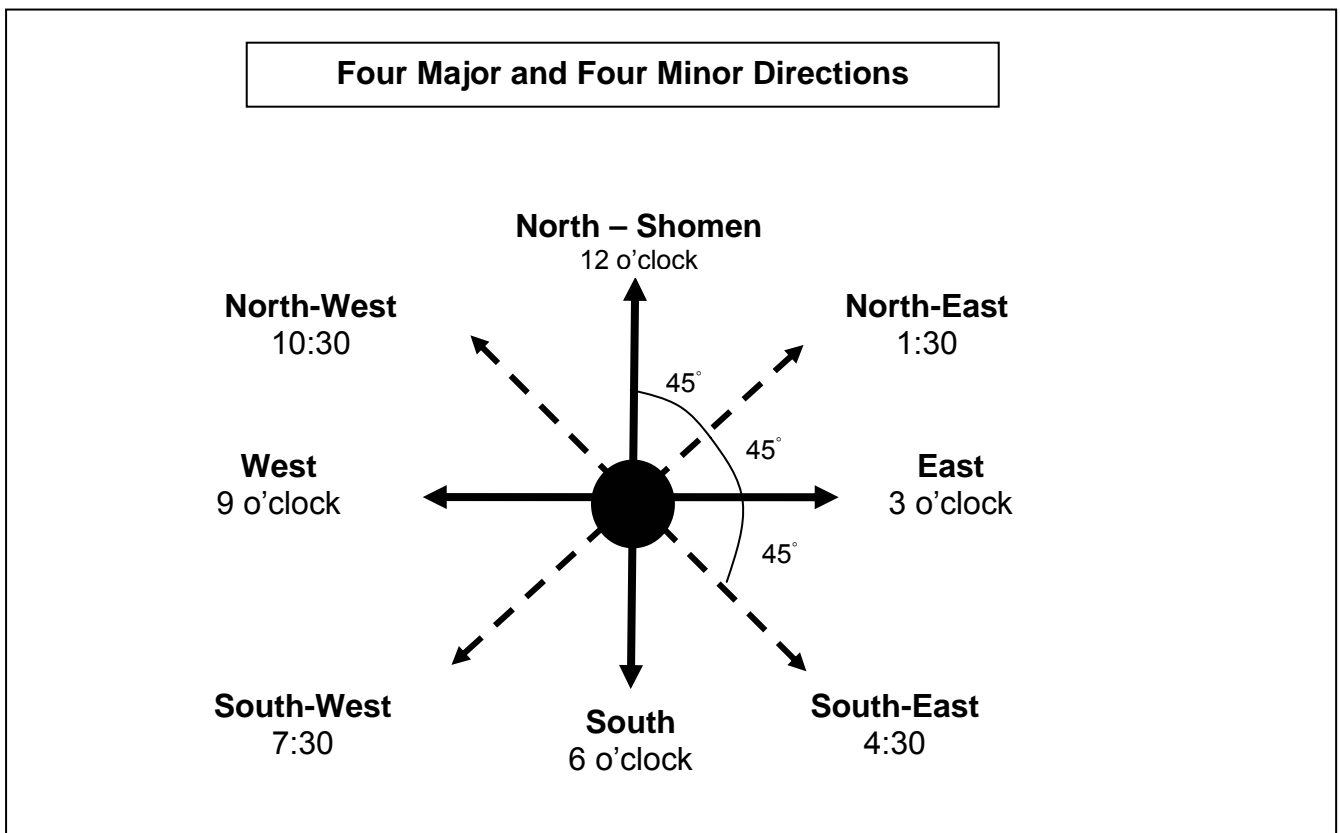 Four Major and Four Minor Directions
North – Shomen
12 o’clock
North-West
10:30
North-East
1:30
45°
45°
West
9 o’clock
East
3 o’clock
45°
South-West
7:30
South
6 o’clock
South-East
4:30